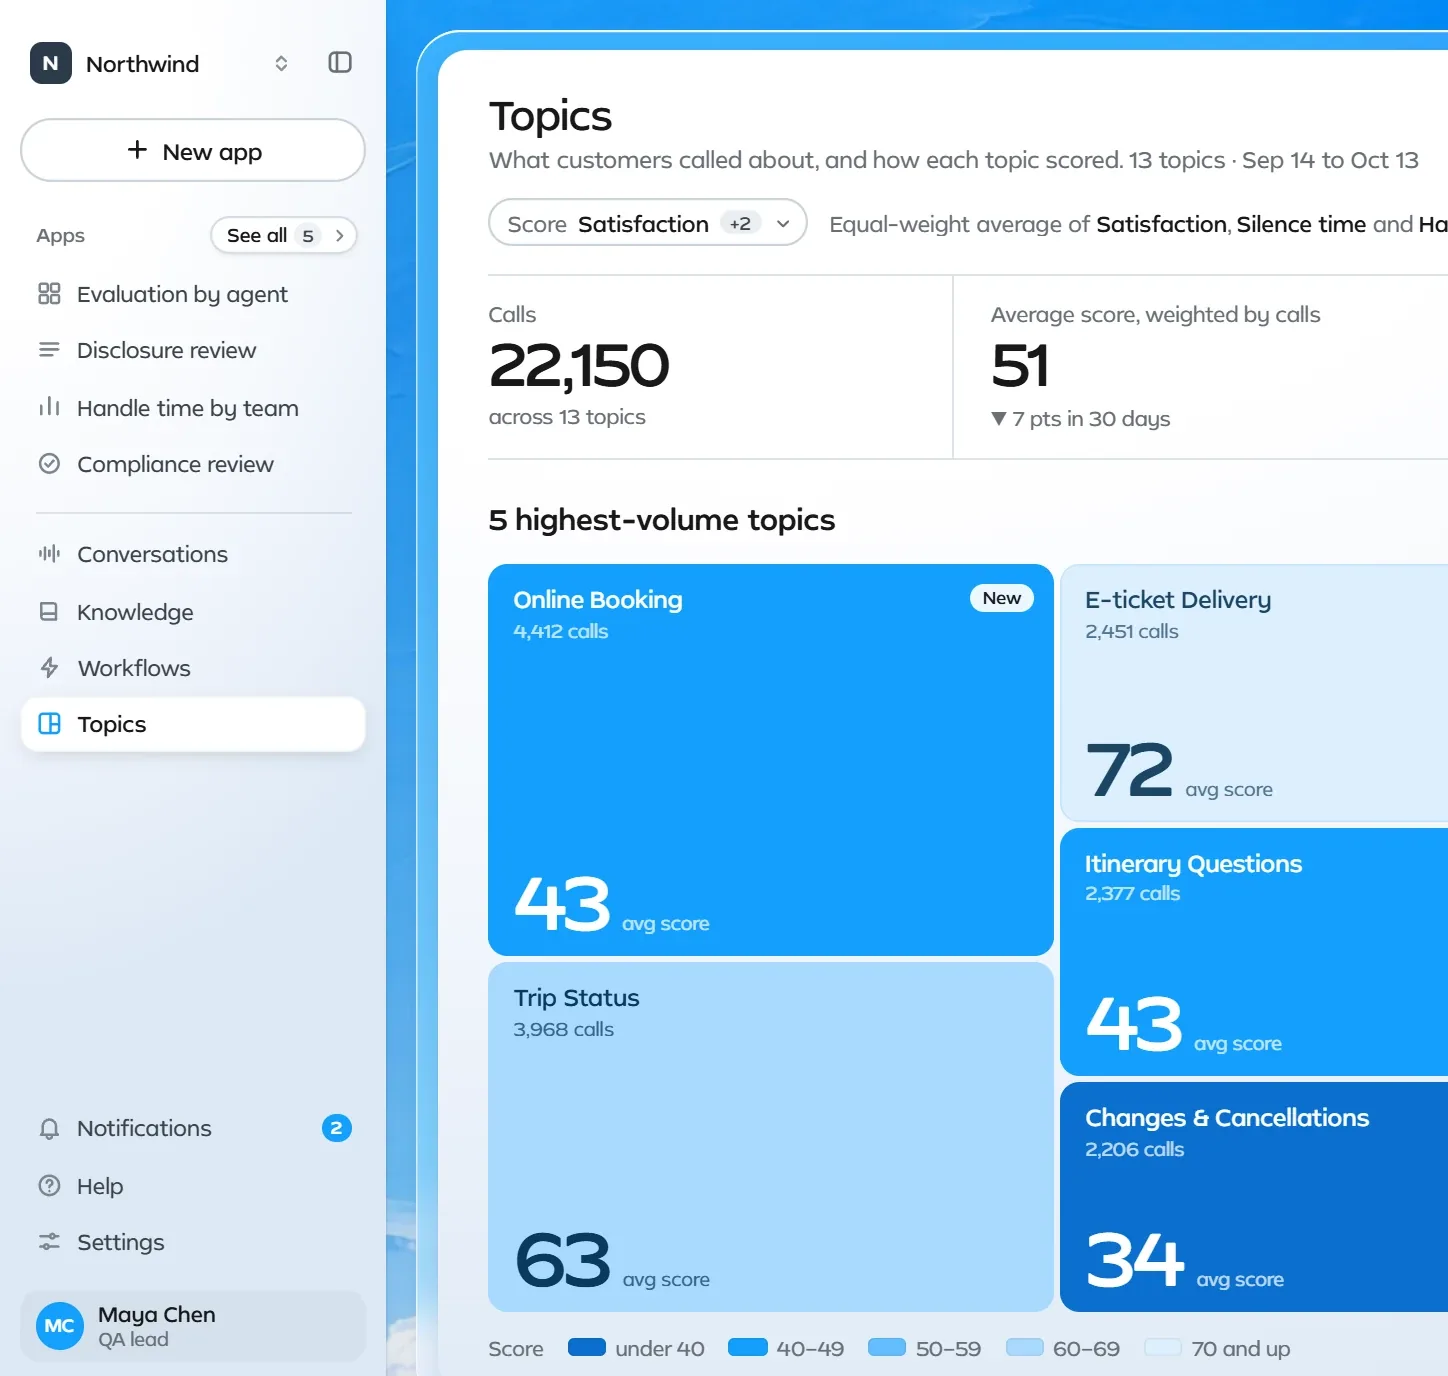 N Northwind
New app
Apps See all 5
Evaluation by agent
Disclosure review
Handle time by team
Compliance review
Conversations
Knowledge
Workflows
Topics
Notifications 2
Help
Settings
MC Maya Chen
QA lead
Topics
What customers called about, and how each topic scored. 13 topics · Sep 14 to Oct 13
Score Satisfaction +2
Equal-weight average of Satisfaction, Silence time and Ha
Calls
22,150
across 13 topics
Average score, weighted by calls
51
▼ 7 pts in 30 days
5 highest-volume topics
Online Booking New
4,412 calls
43 avg score
Trip Status
3,968 calls
63 avg score
E-ticket Delivery
2,451 calls
72 avg score
Itinerary Questions
2,377 calls
43 avg score
Changes & Cancellations
2,206 calls
34 avg score
Score under 40 40–49 50–59 60–69 70 and up